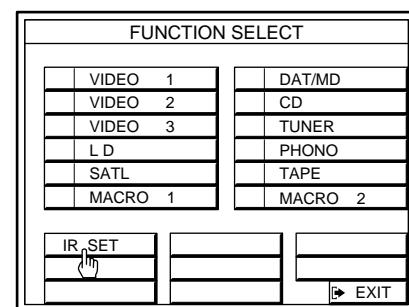 FUNCTION SELECT
VIDEO 1
VIDEO 2
VIDEO 3
L D
SATL
MACRO 1
DAT/MD
CD
TUNER
PHONO
TAPE
MACRO 2
IR SET
EXIT